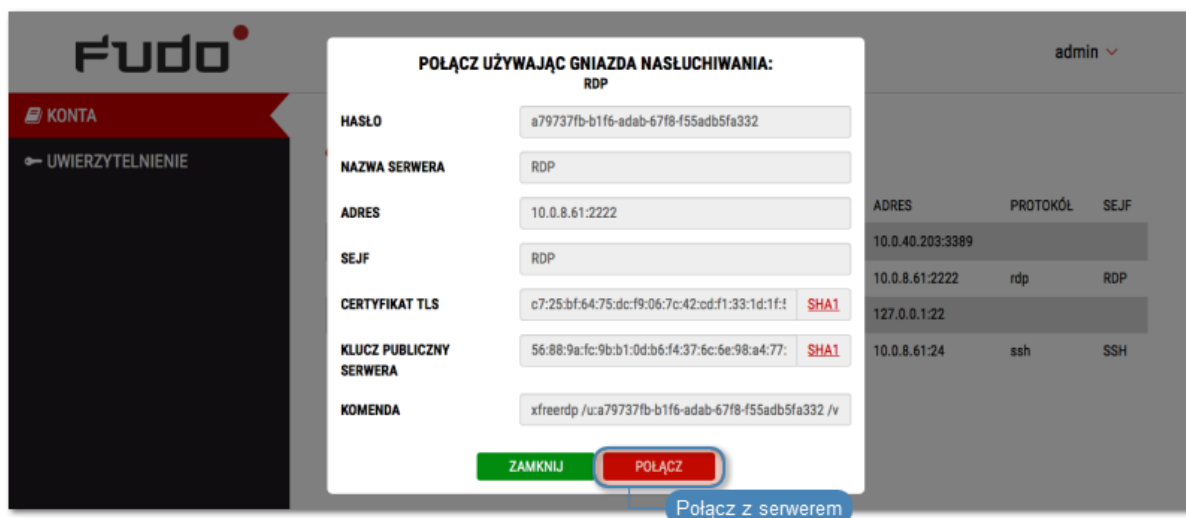 Fudo
admin
KONTA
UWIERZYTELNIENIE
POŁĄCZ UŻYWAJĄC GNIAZDA NASŁUCHIWANIA:
RDP
HASŁO a79737fb-b1f6-adab-67f8-f55adb5fa332
NAZWA SERWERA RDP
ADRES 10.0.8.61:2222
SEJF RDP
CERTYFIKAT TLS c7:25:bf:64:75:dc:f9:06:7c:42:cd:f1:33:1d:1f: SHA1
KLUCZ PUBLICZNY 56:88:9a:fc:9b:b1:0d:b6:f4:37:6c:6e:98:a4:77: SHA1
SERWERA
KOMENDA xfreerdp /u:a79737fb-b1f6-adab-67f8-f55adb5fa332 /v
ZAMKNIJ POŁĄCZ
Połącz z serwerem
ADRES PROTOKÓŁ SEJF
10.0.40.203:3389
10.0.8.61:2222 rdp RDP
127.0.0.1:22
10.0.8.61:24 ssh SSH